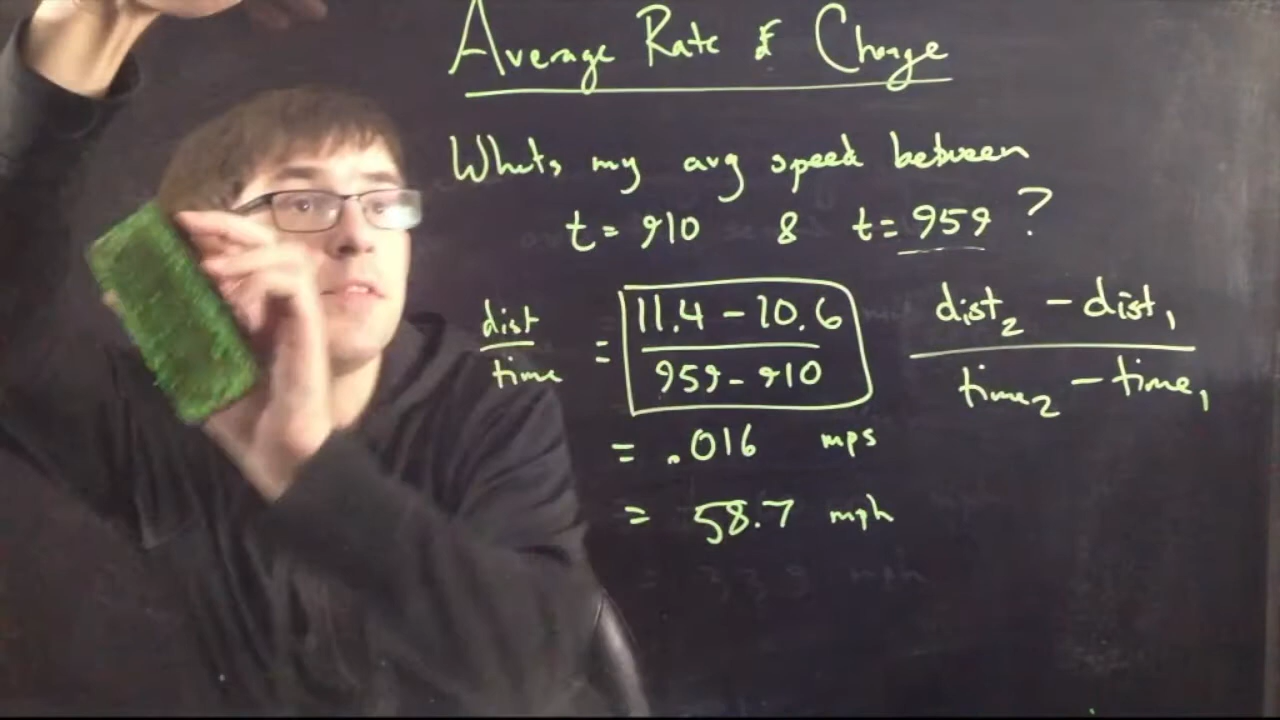 Average Rate of Change
Whats my avg speed between
t = 910 & t = 959 ?
dist/time = (11.4 - 10.6)/(959 - 910) (dist₂ - dist₁)/(time₂ - time₁)
= .016 mps
= 58.7 mph